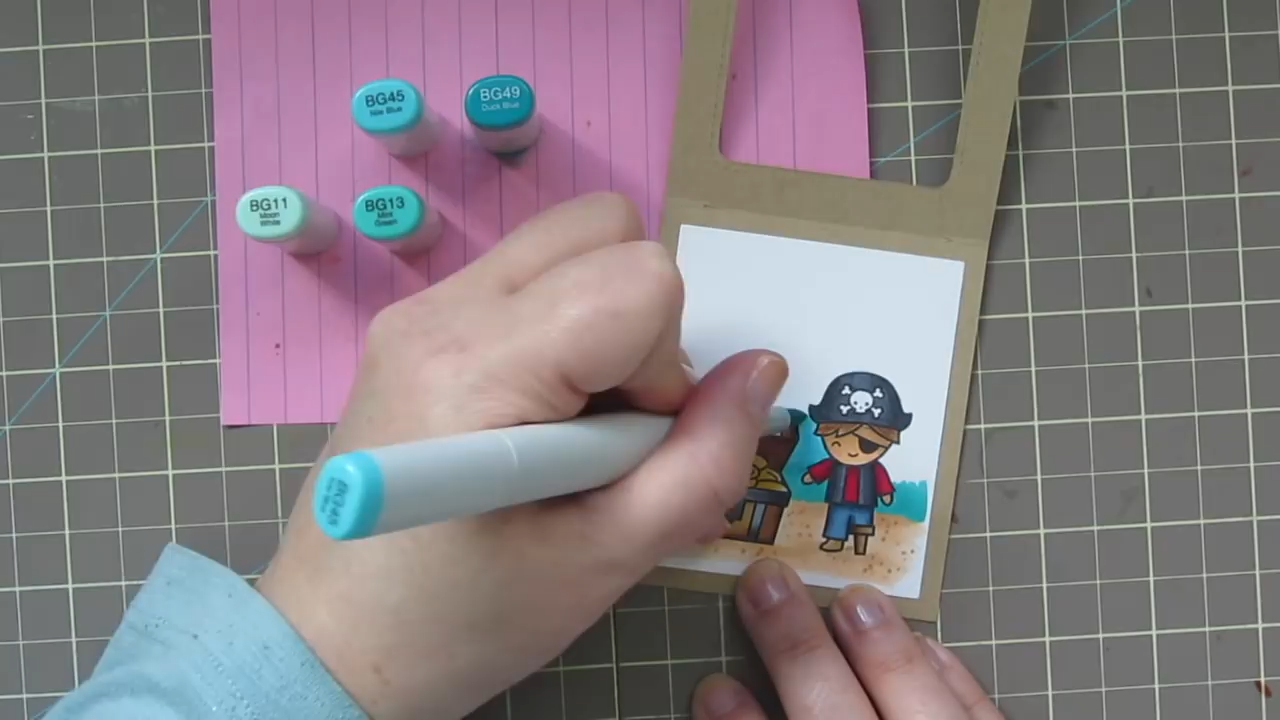 BG45
Nile Blue
BG49
Duck Blue
BG11
Moon
White
BG13
Mint
Green